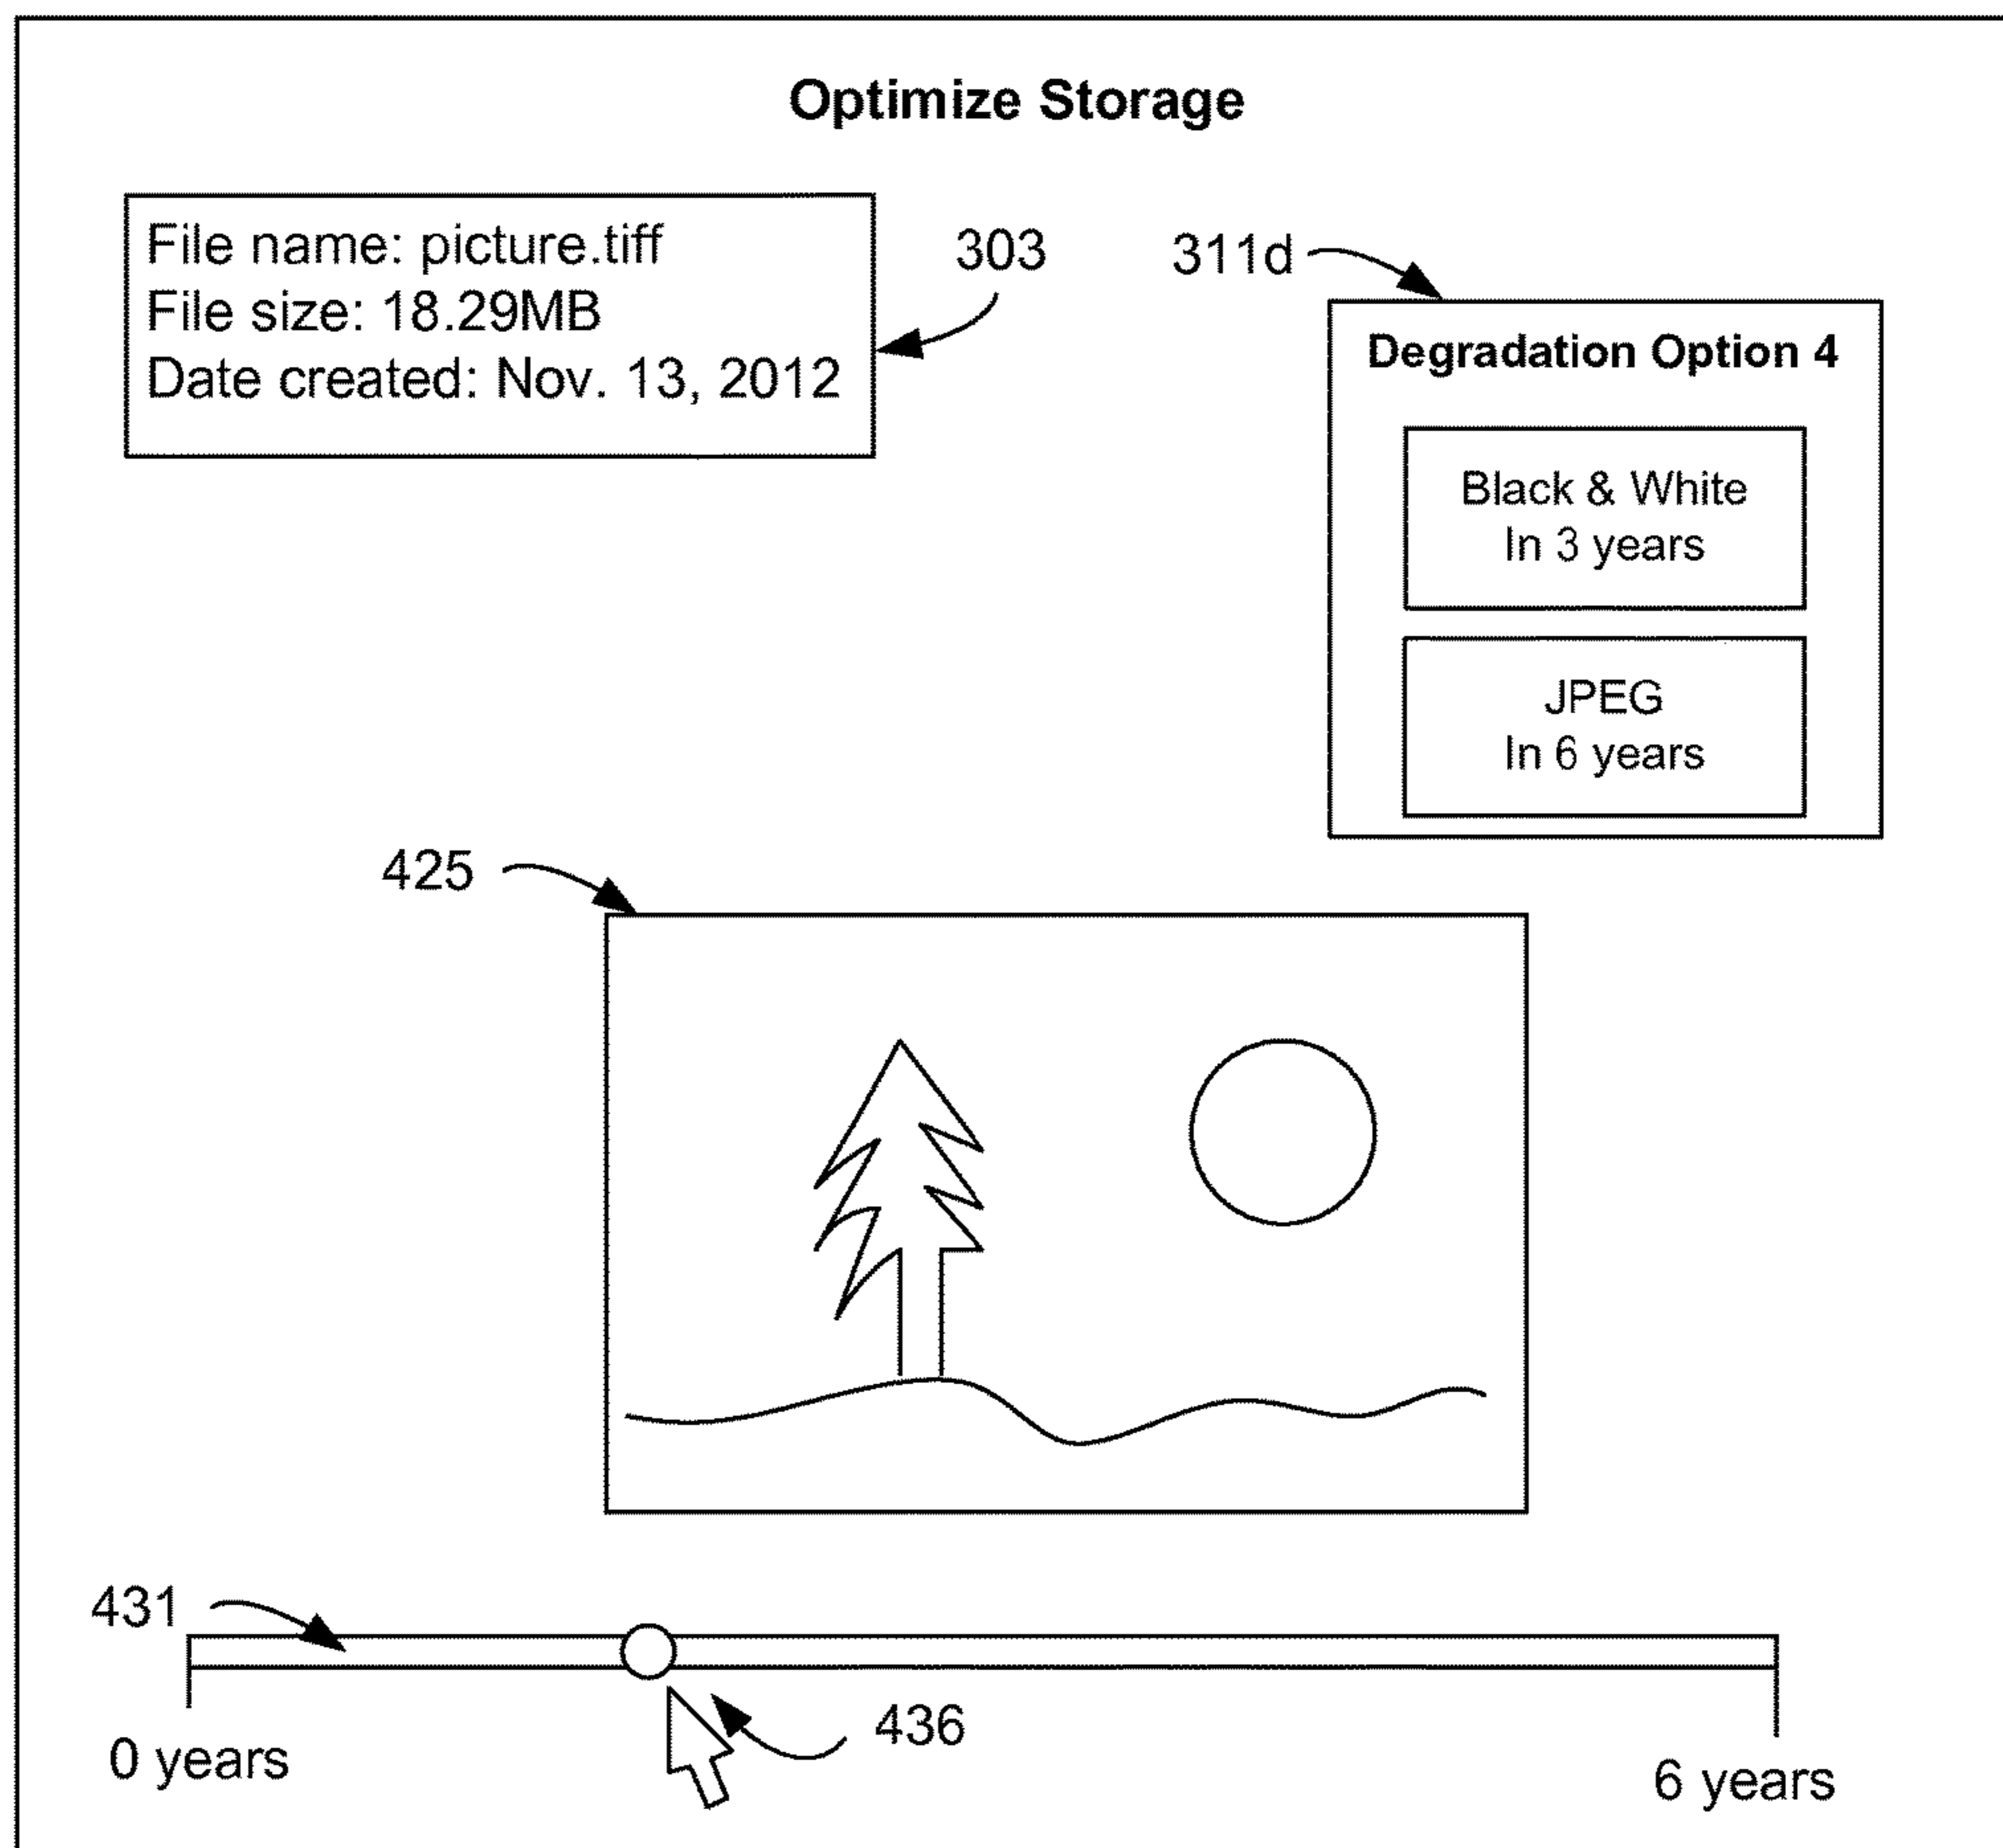 Optimize Storage
File name: picture.tiff
File size: 18.29MB
Date created: Nov. 13, 2012
303
311d
Degradation Option 4
Black & White
In 3 years
JPEG
In 6 years
425
431
436
0 years
6 years